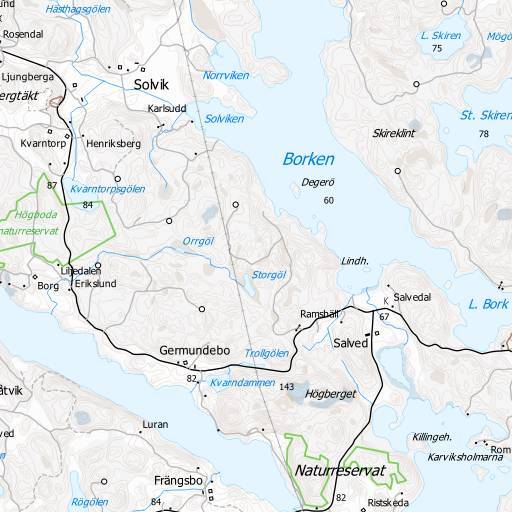 Hästhagsgölen
Rosendal
L. Skiren
75
Ljungberga
Solvik
Norrviken
Karlsudd
Solviken
St. Skiren
78
Skireklint
Kvarntorp
Henriksberg
Borken
Degerö
60
87
Kvarntorpsgölen
84
Högboda
naturreservat
Orrgöl
Lindh.
Liljedalen
Storgöl
Borg
Erikslund
Salvedal
L. Bork
K
67
Ramshäll
Salved
Germundebo
Trollgölen
82
Kvarndammen
143
Högberget
Luran
Killingeh.
Karviksholmarna
Rom
Naturreservat
Frängsbo
Rögölen
84
82
Ristskeda